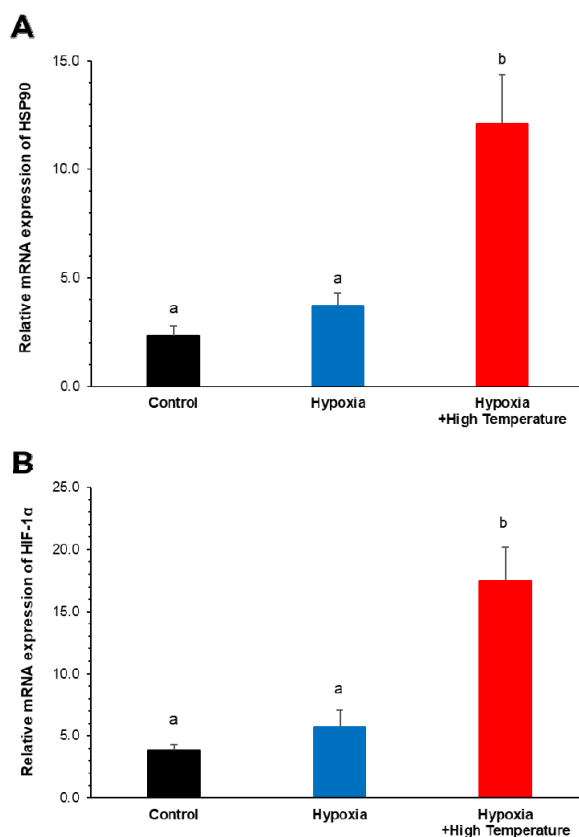 A
Relative mRNA expression of HSP90
15.0
10.0
5.0
0.0
a
a
b
Control
Hypoxia
Hypoxia
+High Temperature
B
Relative mRNA expression of HIF-1α
25.0
20.0
15.0
10.0
5.0
0.0
a
a
b
Control
Hypoxia
Hypoxia
+High Temperature